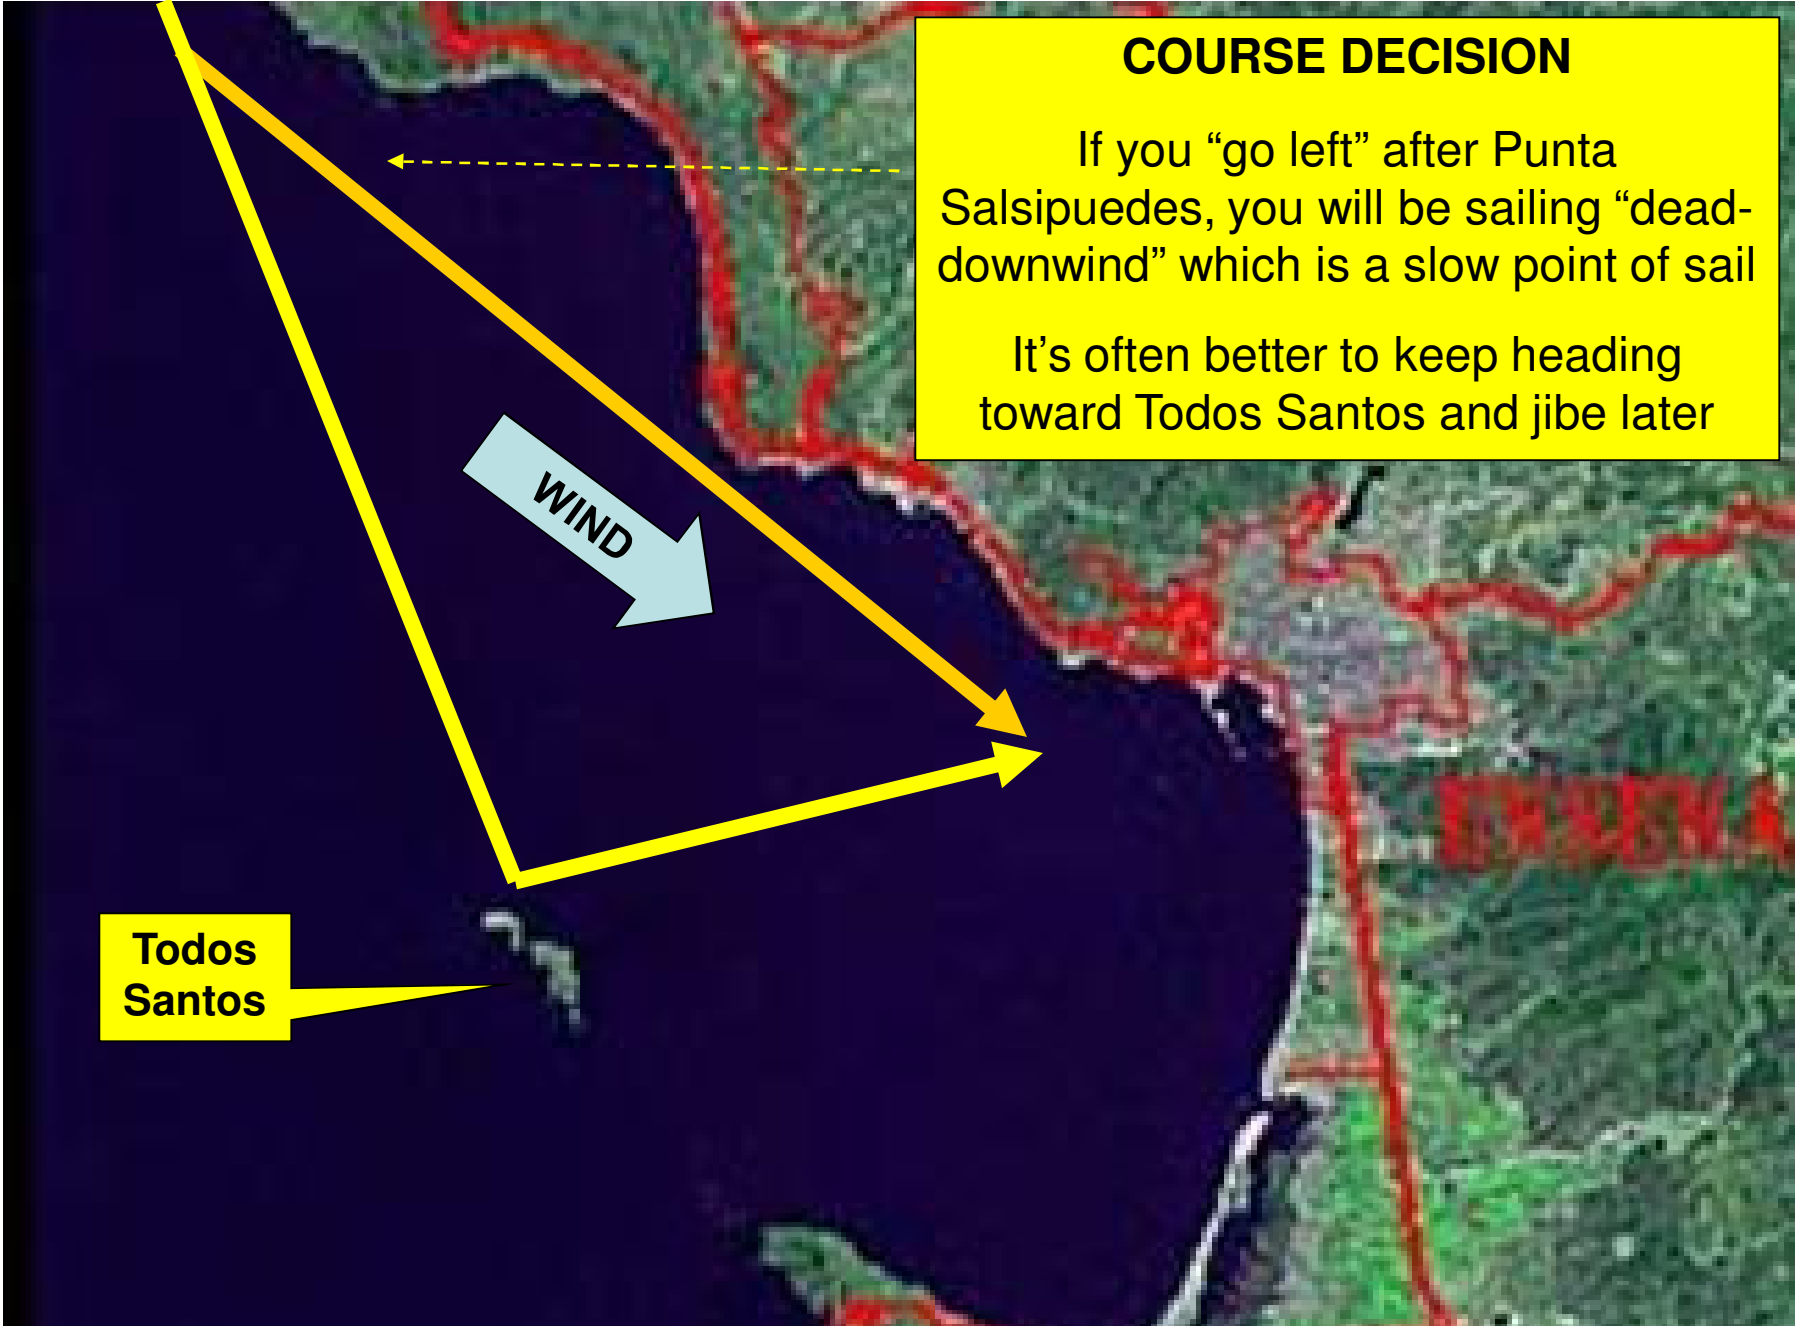 COURSE DECISION
If you “go left” after Punta
Salsipuedes, you will be sailing “dead-
downwind” which is a slow point of sail
It’s often better to keep heading
toward Todos Santos and jibe later
WIND
Todos
Santos